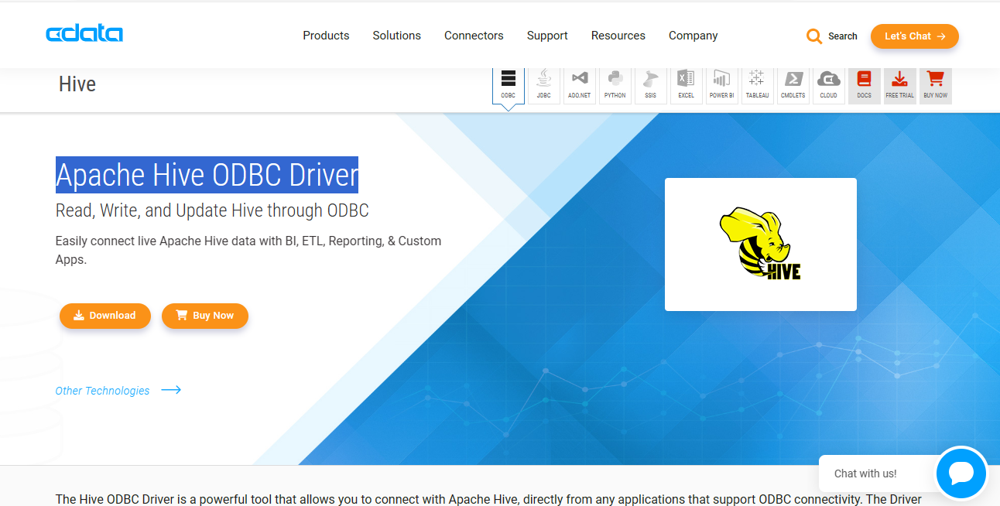 cdata
Products Solutions Connectors Support Resources Company
Search
Let's Chat →
Hive
ODBC JDBC ADO.NET PYTHON SSIS EXCEL POWER BI TABLEAU CMDLETS CLOUD DOCS FREE TRIAL BUY NOW
Apache Hive ODBC Driver
Read, Write, and Update Hive through ODBC
Easily connect live Apache Hive data with BI, ETL, Reporting, & Custom
Apps.
HIVE
Download Buy Now
Other Technologies
Chat with us!
The Hive ODBC Driver is a powerful tool that allows you to connect with Apache Hive, directly from any applications that support ODBC connectivity. The Driver